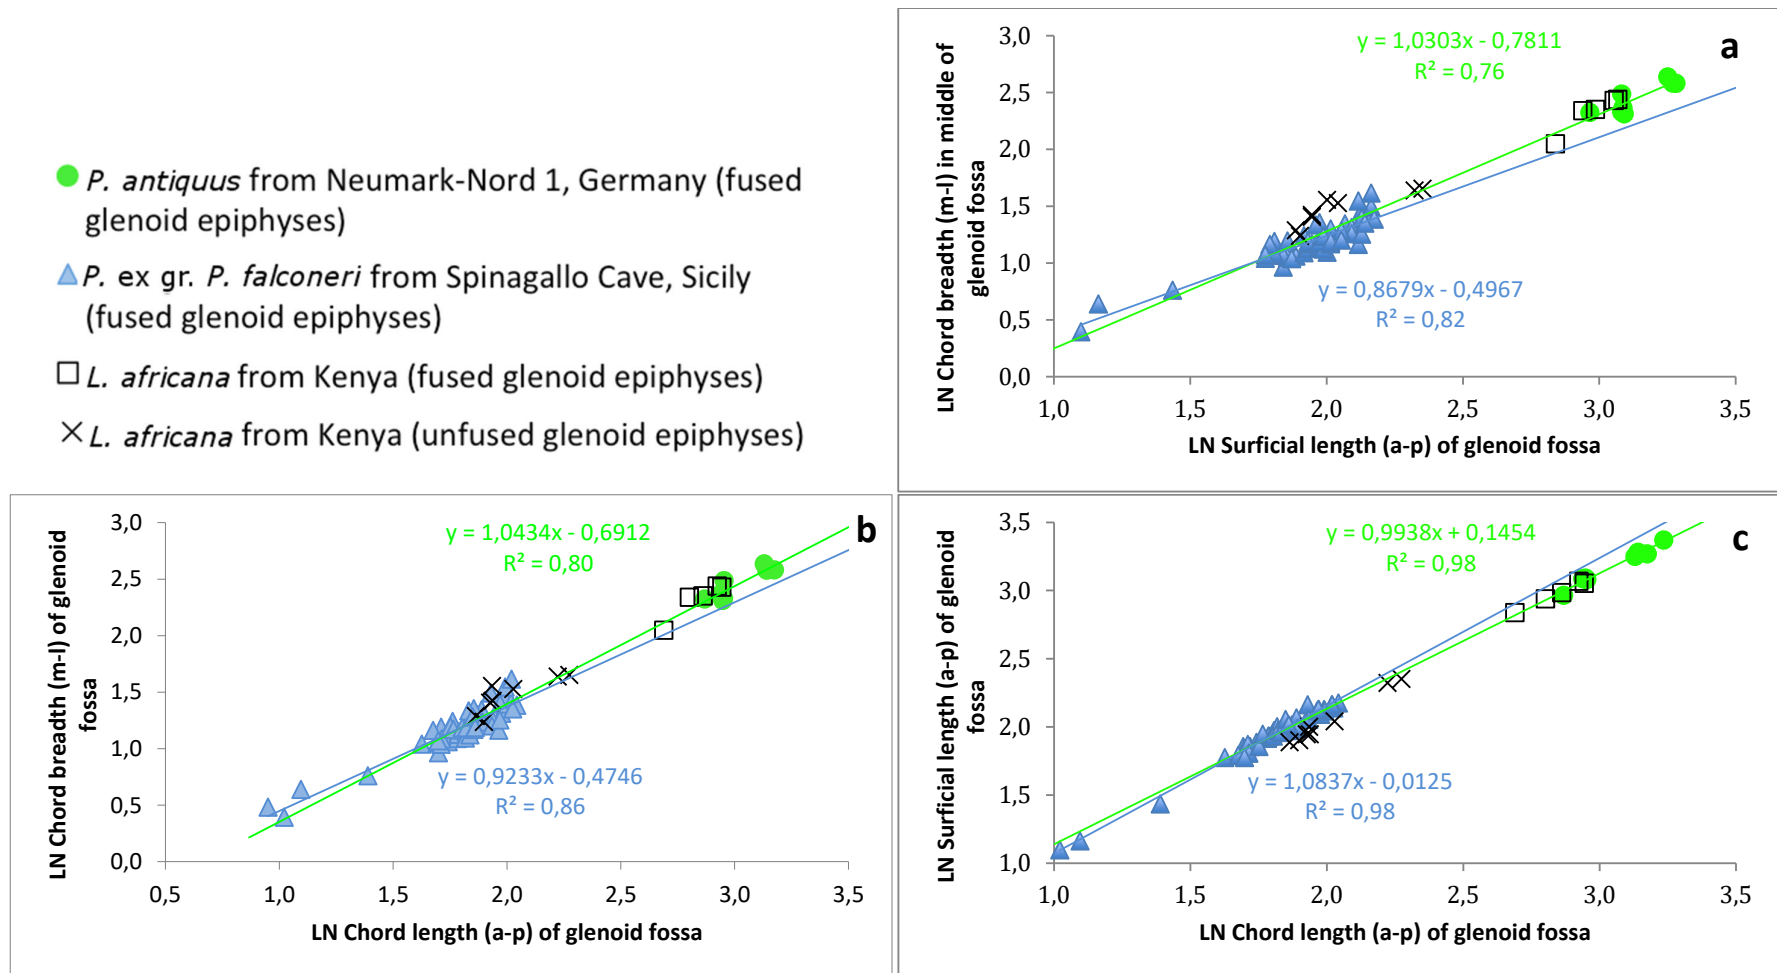 P. antiquus from Neumark-Nord 1, Germany (fused
glenoid epiphyses)
P. ex gr. P. falconeri from Spinagallo Cave, Sicily
(fused glenoid epiphyses)
L. africana from Kenya (fused glenoid epiphyses)
L. africana from Kenya (unfused glenoid epiphyses)
a
LN Chord breadth (m-l) in middle of
glenoid fossa
3,0
2,5
2,0
1,5
1,0
0,5
0,0
y = 1,0303x - 0,7811
R² = 0,76
y = 0,8679x - 0,4967
R² = 0,82
1,0 1,5 2,0 2,5 3,0 3,5
LN Surficial length (a-p) of glenoid fossa
b
LN Chord breadth (m-l) of glenoid
fossa
3,0
2,5
2,0
1,5
1,0
0,5
0,0
y = 1,0434x - 0,6912
R² = 0,80
y = 0,9233x - 0,4746
R² = 0,86
0,5 1,0 1,5 2,0 2,5 3,0 3,5
LN Chord length (a-p) of glenoid fossa
c
LN Surficial length (a-p) of glenoid
fossa
3,5
3,0
2,5
2,0
1,5
1,0
y = 0,9938x + 0,1454
R² = 0,98
y = 1,0837x - 0,0125
R² = 0,98
1,0 1,5 2,0 2,5 3,0 3,5
LN Chord length (a-p) of glenoid fossa